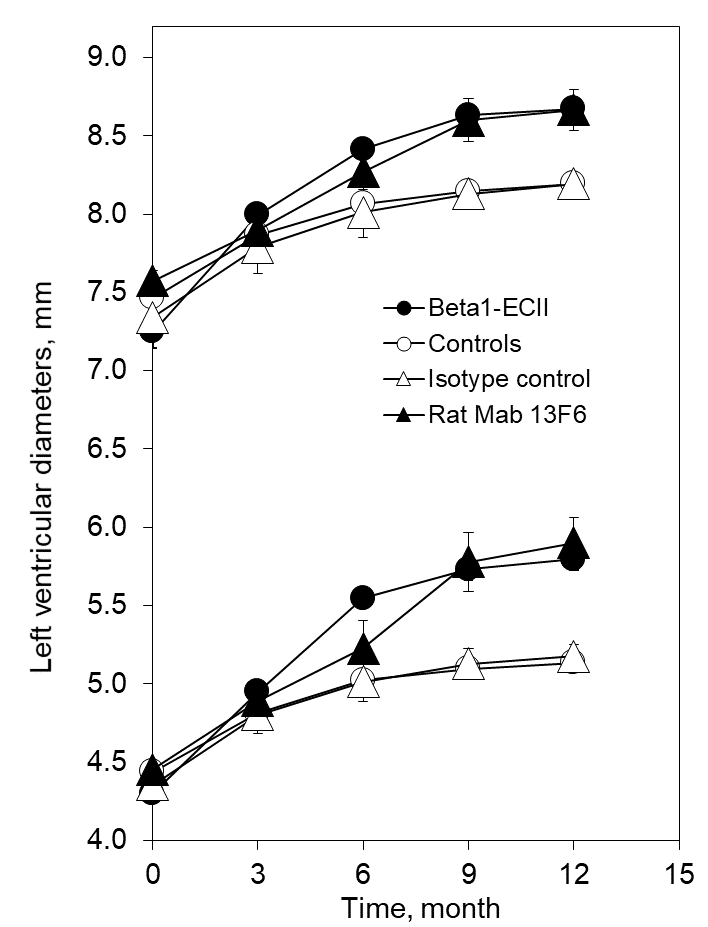 9.0
8.5
8.0
7.5
7.0
6.5
6.0
5.5
5.0
4.5
4.0
Left ventricular diameters, mm
Beta1-ECII
Controls
Isotype control
Rat Mab 13F6
0 3 6 9 12 15
Time, month